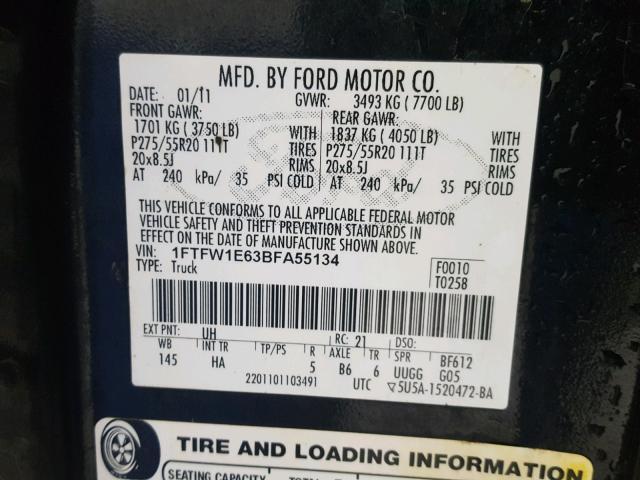 MFD. BY FORD MOTOR CO.
DATE: 01/11 GVWR: 3493 KG ( 7700 LB)
FRONT GAWR: REAR GAWR:
1701 KG ( 3750 LB) WITH 1837 KG ( 4050 LB) WITH
P275/55R20 111T TIRES P275/55R20 111T TIRES
20x8.5J RIMS 20x8.5J RIMS
AT 240 kPa/ 35 PSI COLD AT 240 kPa/ 35 PSI COLD
THIS VEHICLE CONFORMS TO ALL APPLICABLE FEDERAL MOTOR
VEHICLE SAFETY AND THEFT PREVENTION STANDARDS IN
EFFECT ON THE DATE OF MANUFACTURE SHOWN ABOVE.
VIN: 1FTFW1E63BFA55134
TYPE: Truck
F0010
T0258
EXT PNT: UH RC: 21 DSO:
WB INT TR TP/PS R AXLE TR SPR BF612
145 HA 5 B6 6 UUGG G05
2201101103491 UTC ▽5U5A-1520472-BA
TIRE AND LOADING INFORMATION
SEATING CAPACITY